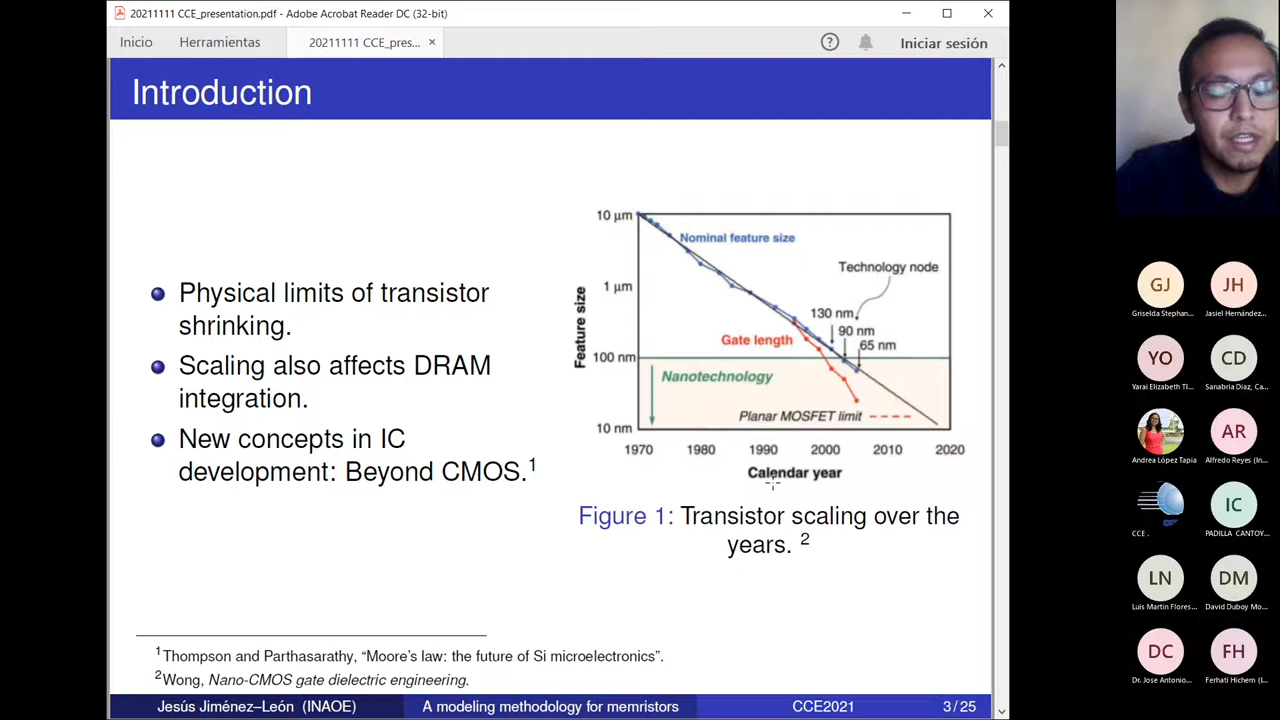 20211111 CCE_presentation.pdf - Adobe Acrobat Reader DC (32-bit)
Inicio
Herramientas
20211111 CCE_pres...
Iniciar sesión
Introduction
Physical limits of transistor
shrinking.
Scaling also affects DRAM
integration.
New concepts in IC
development: Beyond CMOS.1
10 μm
1 μm
100 nm
10 nm
Feature size
Nominal feature size
Technology node
130 nm
90 nm
65 nm
Gate length
Nanotechnology
Planar MOSFET limit
1970 1980 1990 2000 2010 2020
Calendar year
Figure 1: Transistor scaling over the
years. 2
1Thompson and Parthasarathy, “Moore's law: the future of Si microelectronics”.
2Wong, Nano-CMOS gate dielectric engineering.
Jesús Jiménez–León (INAOE)
A modeling methodology for memristors
CCE2021
3 / 25
GJ
Griselda Stephan...
JH
Jasiel Hernández...
YO
Yarai Elizabeth Tl...
CD
Sanabria Diaz, Ca...
Andrea López Tapia
AR
Alfredo Reyes (In...
CCE .
IC
PADILLA CANTOY...
LN
Luis Martin Flores...
DM
David Duboy Mo...
DC
Dr. Jose Antonio...
FH
Ferhati Hichem (L...